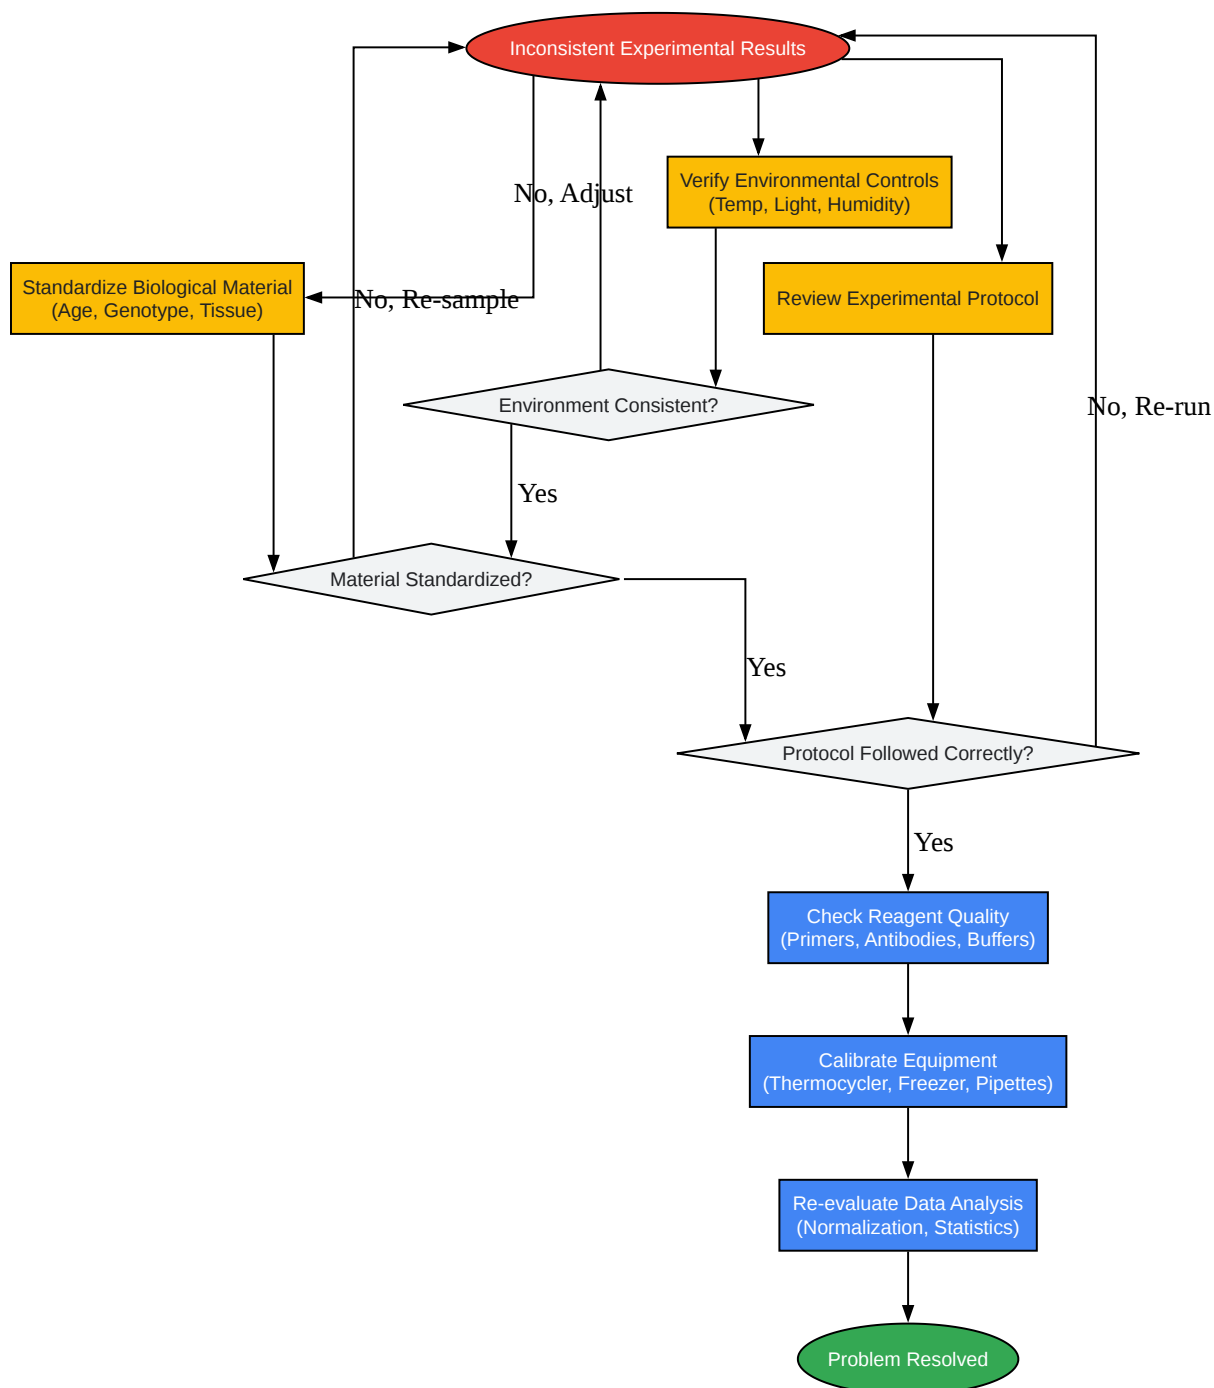 Inconsistent Experimental Results
Verify Environmental Controls
(Temp, Light, Humidity)
No, Adjust
Standardize Biological Material
(Age, Genotype, Tissue)
No, Re-sample
Review Experimental Protocol
Environment Consistent?
No, Re-run
Yes
Material Standardized?
Yes
Protocol Followed Correctly?
Yes
Check Reagent Quality
(Primers, Antibodies, Buffers)
Calibrate Equipment
(Thermocycler, Freezer, Pipettes)
Re-evaluate Data Analysis
(Normalization, Statistics)
Problem Resolved